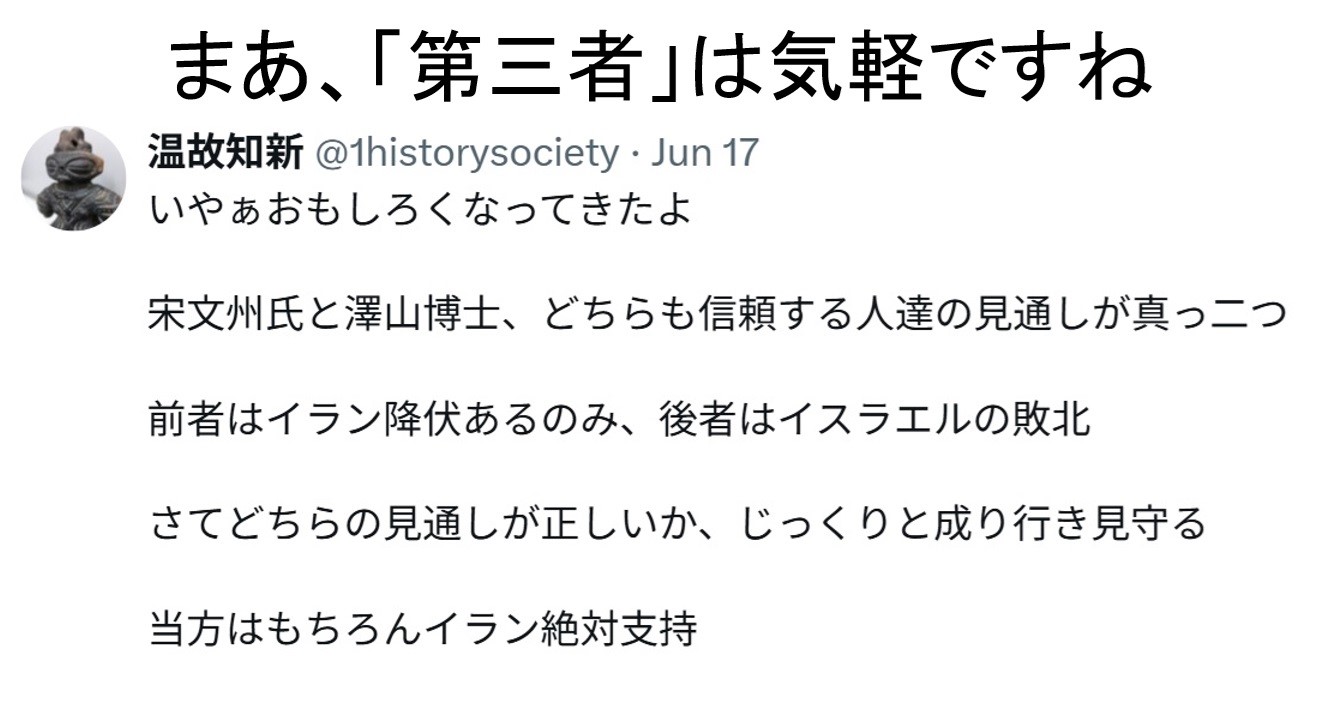 まあ、「第三者」は気軽ですね
温故知新 @1historysociety · Jun 17
いやぁおもしろくなってきたよ
宋文州氏と澤山博士、どちらも信頼する人達の見通しが真っ二つ
前者はイラン降伏あるのみ、後者はイスラエルの敗北
さてどちらの見通しが正しいか、じっくりと成り行き見守る
当方はもちろんイラン絶対支持